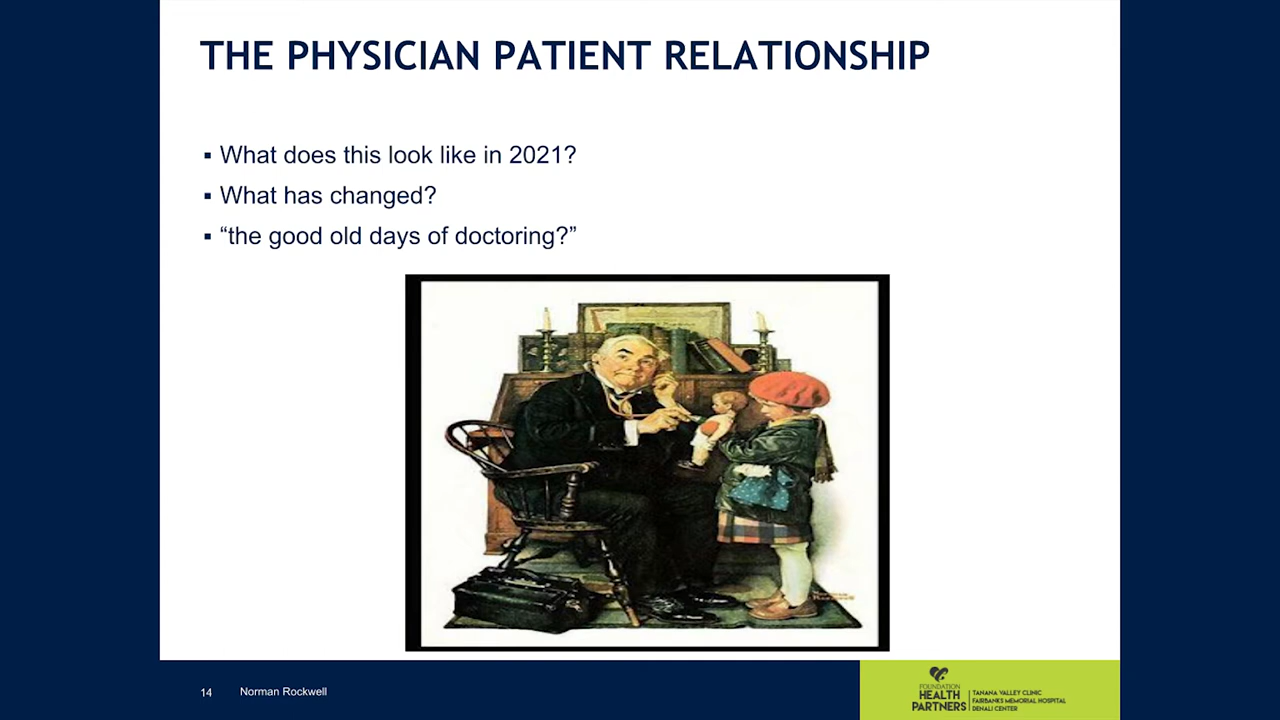 THE PHYSICIAN PATIENT RELATIONSHIP
▪ What does this look like in 2021?
▪ What has changed?
▪ “the good old days of doctoring?”
14 Norman Rockwell
FOUNDATION
HEALTH
PARTNERS
TANANA VALLEY CLINIC
FAIRBANKS MEMORIAL HOSPITAL
DENALI CENTER